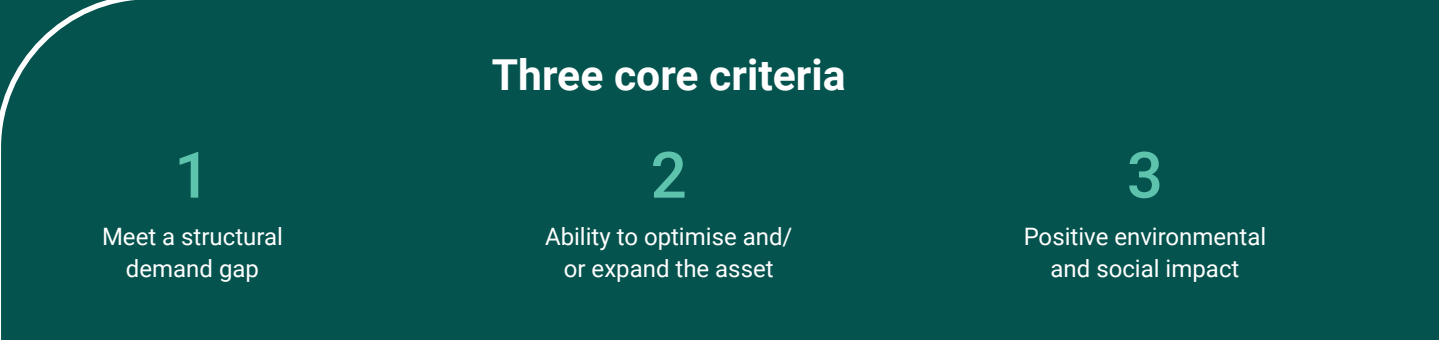 Three core criteria
1
Meet a structural
demand gap
2
Ability to optimise and/
or expand the asset
3
Positive environmental
and social impact